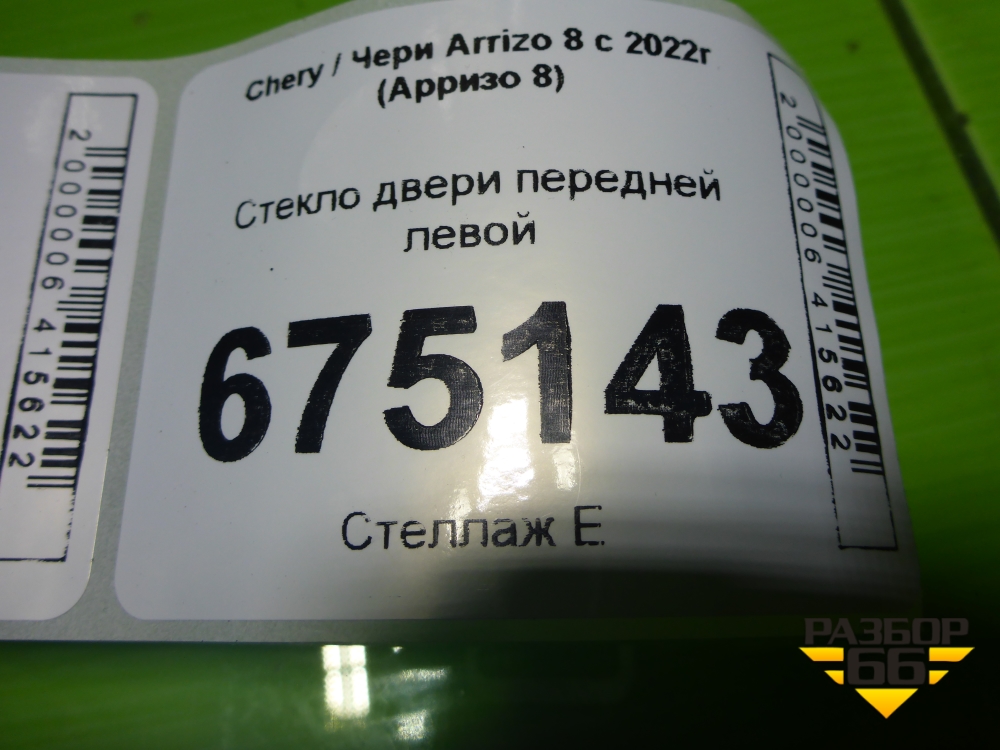 Chery / Чери Arrizo 8 с 2022г
(Арризо 8)
Стекло двери передней
левой
675143
Стеллаж Е
2000006415622
2000006415622
РАЗБОР
66